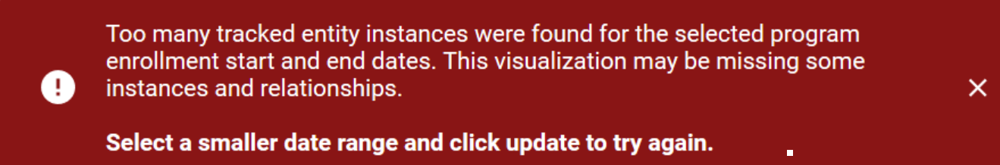 Too many tracked entity instances were found for the selected program
enrollment start and end dates. This visualization may be missing some
instances and relationships.
Select a smaller date range and click update to try again.